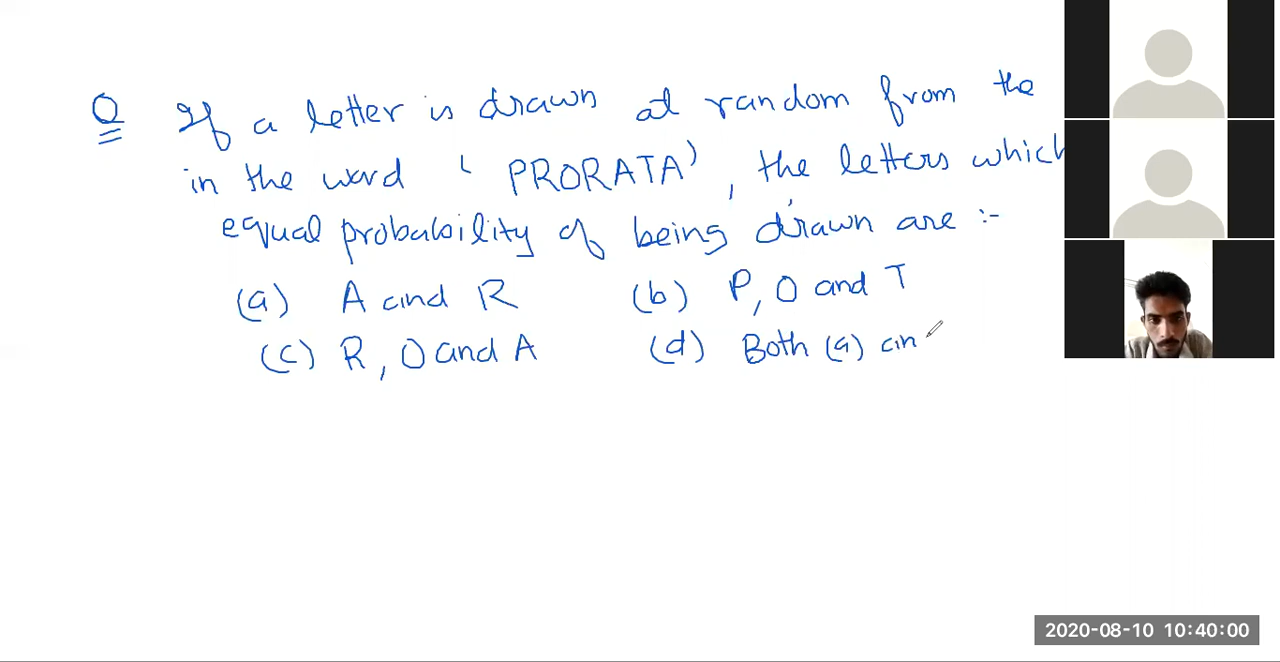 Q If a letter is drawn at random from the
in the word ' PRORATA ' , the letters which
equal probability of being drawn are :-
(a) A and R (b) P, O and T
(c) R, O and A (d) Both (a) an
2020-08-10 10:40:00